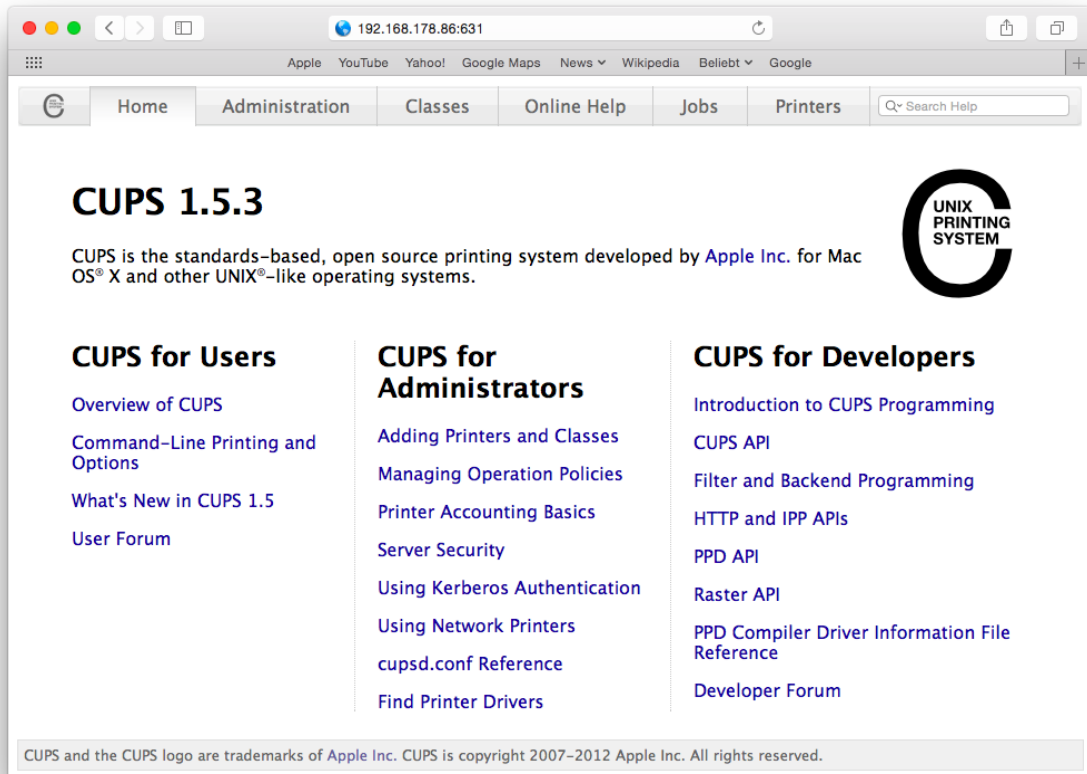 192.168.178.86:631
Apple YouTube Yahoo! Google Maps News Wikipedia Beliebt Google
Home Administration Classes Online Help Jobs Printers Search Help
CUPS 1.5.3
CUPS is the standards-based, open source printing system developed by Apple Inc. for Mac
OS® X and other UNIX®-like operating systems.
UNIX
PRINTING
SYSTEM
CUPS for Users
Overview of CUPS
Command-Line Printing and
Options
What's New in CUPS 1.5
User Forum
CUPS for
Administrators
Adding Printers and Classes
Managing Operation Policies
Printer Accounting Basics
Server Security
Using Kerberos Authentication
Using Network Printers
cupsd.conf Reference
Find Printer Drivers
CUPS for Developers
Introduction to CUPS Programming
CUPS API
Filter and Backend Programming
HTTP and IPP APIs
PPD API
Raster API
PPD Compiler Driver Information File
Reference
Developer Forum
CUPS and the CUPS logo are trademarks of Apple Inc. CUPS is copyright 2007-2012 Apple Inc. All rights reserved.